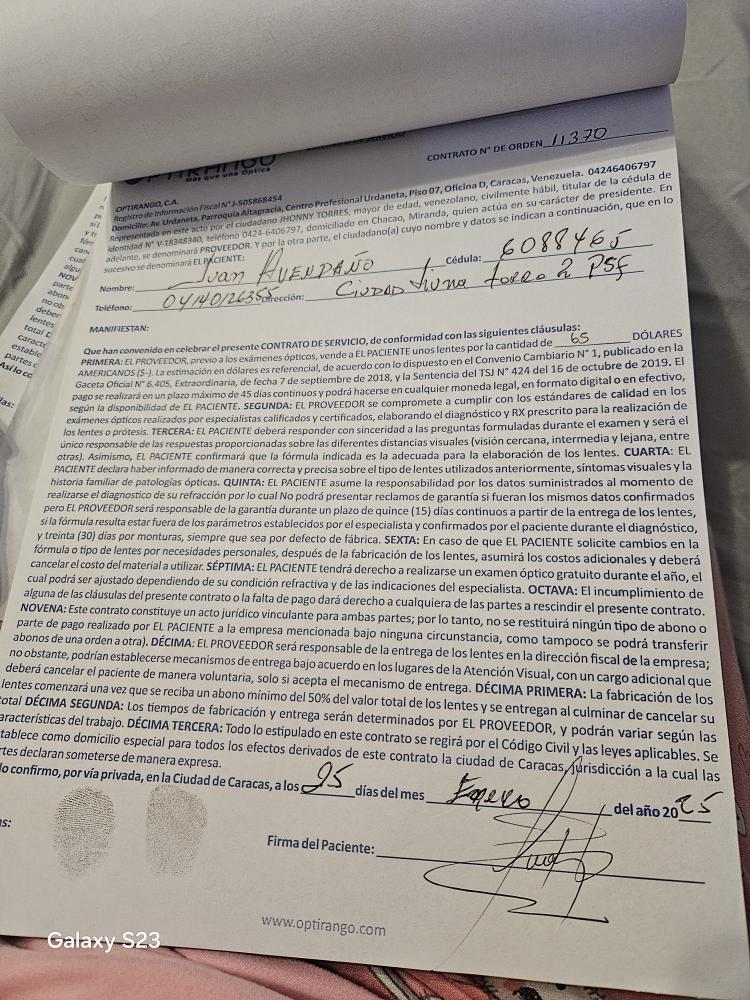 OPTIRANGO
Más que una Óptica
CONTRATO N° DE ORDEN 11370
OPTIRANGO, C.A.
Registro de Información Fiscal N° J-505868454
Domicilio: Av. Urdaneta, Parroquia Altagracia, Centro Profesional Urdaneta, Piso 07, Oficina D, Caracas, Venezuela. 04246406797
Representada en este acto por el ciudadano JHONNY TORRES, mayor de edad, venezolano, civilmente hábil, titular de la cédula de
identidad N° V-18348340, teléfono 0424-6406797, domiciliado en Chacao, Miranda, quien actúa en su carácter de presidente. En
adelante, se denominará PROVEEDOR. Y por la otra parte, el ciudadano(a) cuyo nombre y datos se indican a continuación, que en lo
sucesivo se denominará EL PACIENTE:
Nombre: Juan AVENDAÑO Cédula: 6088465
Teléfono: 04140126355 Dirección: CIUDAD tiuna torre 2 P5f
MANIFIESTAN:
Que han convenido en celebrar el presente CONTRATO DE SERVICIO, de conformidad con las siguientes cláusulas:
PRIMERA: EL PROVEEDOR, previo a los exámenes ópticos, vende a EL PACIENTE unos lentes por la cantidad de 65 DÓLARES
AMERICANOS ($-). La estimación en dólares es referencial, de acuerdo con lo dispuesto en el Convenio Cambiario N° 1, publicado en la
Gaceta Oficial N° 6.405, Extraordinaria, de fecha 7 de septiembre de 2018, y la Sentencia del TSJ N° 424 del 16 de octubre de 2019. El
pago se realizará en un plazo máximo de 45 días continuos y podrá hacerse en cualquier moneda legal, en formato digital o en efectivo,
según la disponibilidad de EL PACIENTE. SEGUNDA: EL PROVEEDOR se compromete a cumplir con los estándares de calidad en los
exámenes ópticos realizados por especialistas calificados y certificados, elaborando el diagnóstico y RX prescrito para la realización de
los lentes o prótesis. TERCERA: EL PACIENTE deberá responder con sinceridad a las preguntas formuladas durante el examen y será el
único responsable de las respuestas proporcionadas sobre las diferentes distancias visuales (visión cercana, intermedia y lejana, entre
otras). Asimismo, EL PACIENTE confirmará que la fórmula indicada es la adecuada para la elaboración de los lentes. CUARTA: EL
PACIENTE declara haber informado de manera correcta y precisa sobre el tipo de lentes utilizados anteriormente, síntomas visuales y la
historia familiar de patologías ópticas. QUINTA: EL PACIENTE asume la responsabilidad por los datos suministrados al momento de
realizarse el diagnostico de su refracción por lo cual No podrá presentar reclamos de garantía si fueran los mismos datos confirmados
pero EL PROVEEDOR será responsable de la garantía durante un plazo de quince (15) días continuos a partir de la entrega de los lentes,
si la fórmula resulta estar fuera de los parámetros establecidos por el especialista y confirmados por el paciente durante el diagnóstico,
y treinta (30) días por monturas, siempre que sea por defecto de fábrica. SEXTA: En caso de que EL PACIENTE solicite cambios en la
fórmula o tipo de lentes por necesidades personales, después de la fabricación de los lentes, asumirá los costos adicionales y deberá
cancelar el costo del material a utilizar. SÉPTIMA: EL PACIENTE tendrá derecho a realizarse un examen óptico gratuito durante el año, el
cual podrá ser ajustado dependiendo de su condición refractiva y de las indicaciones del especialista. OCTAVA: El incumplimiento de
alguna de las cláusulas del presente contrato o la falta de pago dará derecho a cualquiera de las partes a rescindir el presente contrato.
NOVENA: Este contrato constituye un acto jurídico vinculante para ambas partes; por lo tanto, no se restituirá ningún tipo de abono o
parte de pago realizado por EL PACIENTE a la empresa mencionada bajo ninguna circunstancia, como tampoco se podrá transferir
abonos de una orden a otra). DÉCIMA: EL PROVEEDOR será responsable de la entrega de los lentes en la dirección fiscal de la empresa;
no obstante, podrían establecerse mecanismos de entrega bajo acuerdo en los lugares de la Atención Visual, con un cargo adicional que
deberá cancelar el paciente de manera voluntaria, solo si acepta el mecanismo de entrega. DÉCIMA PRIMERA: La fabricación de los
lentes comenzará una vez que se reciba un abono mínimo del 50% del valor total de los lentes y se entregan al culminar de cancelar su
total DÉCIMA SEGUNDA: Los tiempos de fabricación y entrega serán determinados por EL PROVEEDOR, y podrán variar según las
aracterísticas del trabajo. DÉCIMA TERCERA: Todo lo estipulado en este contrato se regirá por el Código Civil y las leyes aplicables. Se
tablece como domicilio especial para todos los efectos derivados de este contrato la ciudad de Caracas, jurisdicción a la cual las
rtes declaran someterse de manera expresa.
lo confirmo, por vía privada, en la Ciudad de Caracas, a los 25 días del mes Enero del año 2025
as:
Firma del Paciente:
www.optirango.com
Galaxy S23